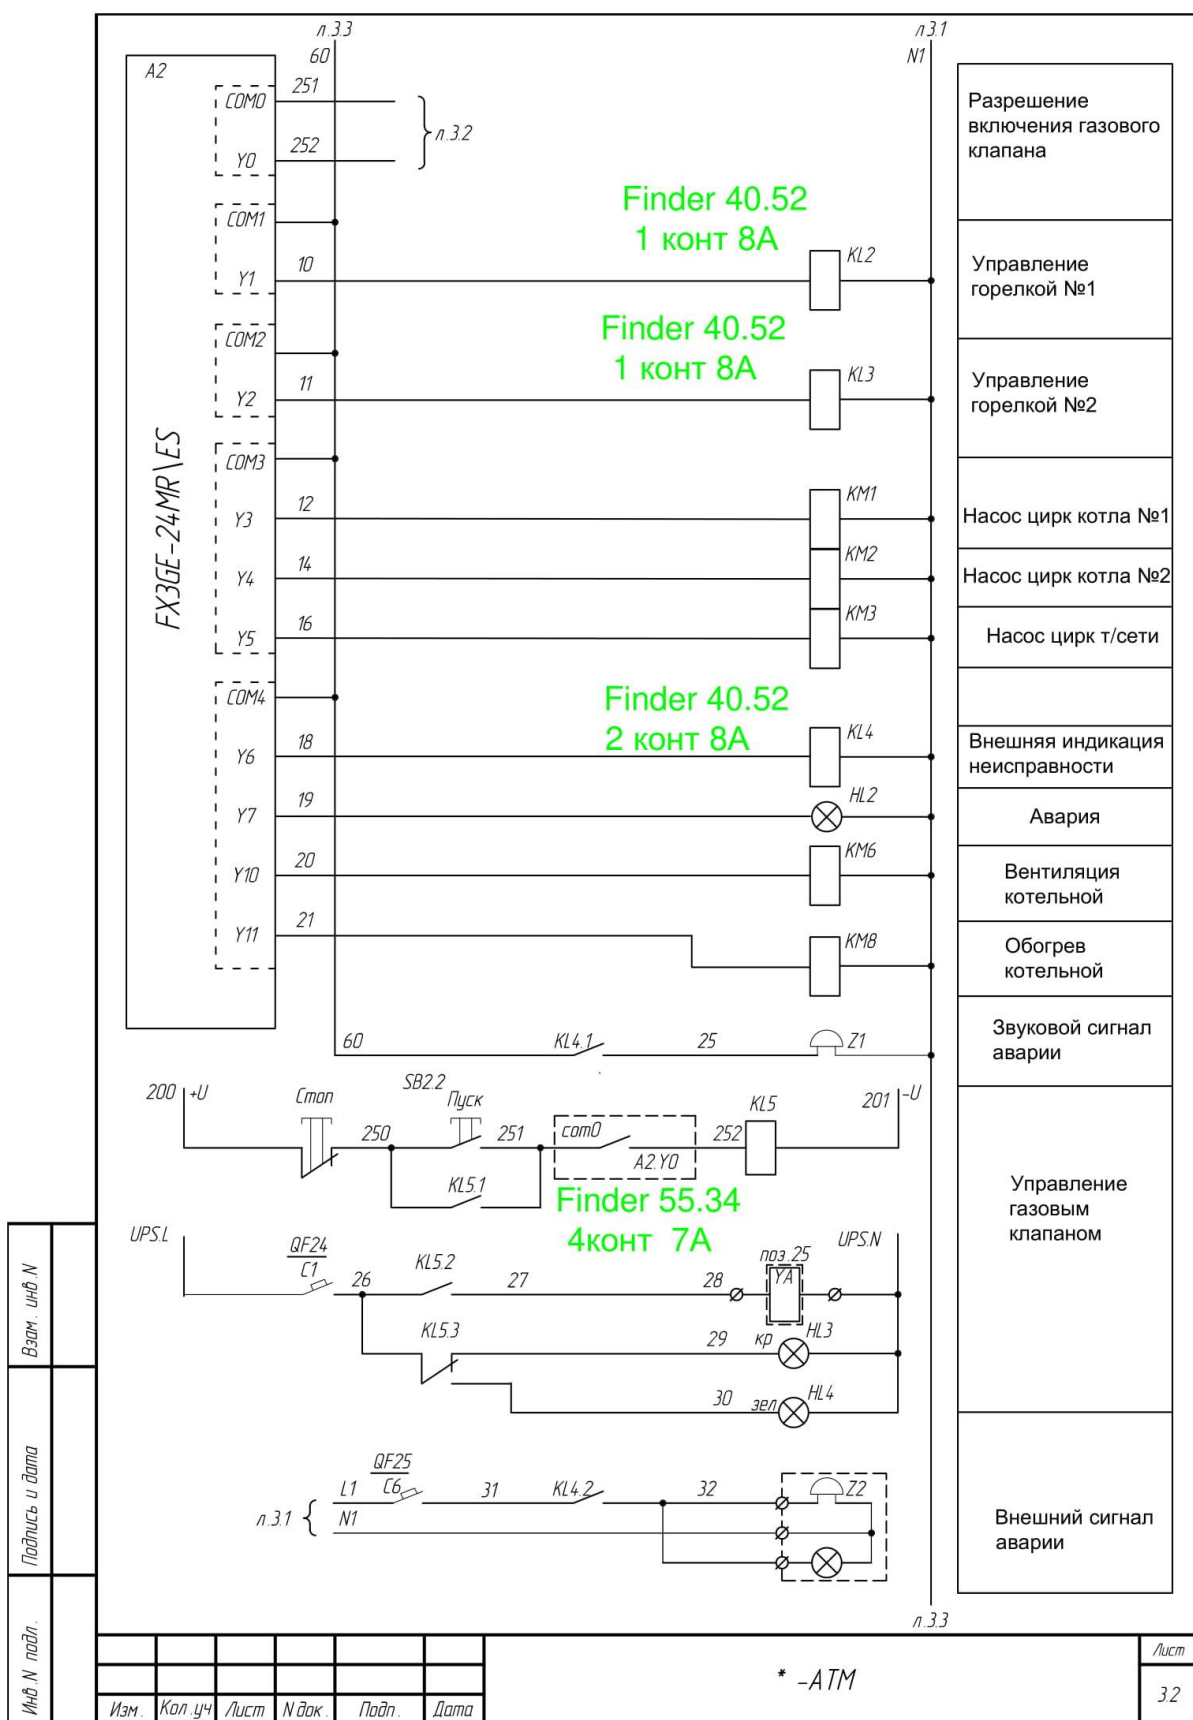 л.3.3
60
л.3.1
N1
A2
COM0
251
Y0
252
л.3.2
Разрешение
включения газового
клапана
Finder 40.52
1 конт 8А
COM1
Y1
10
KL2
Управление
горелкой №1
Finder 40.52
1 конт 8А
COM2
Y2
11
KL3
Управление
горелкой №2
FX3GE-24MR\ES
COM3
Y3
12
KM1
Насос цирк котла №1
Y4
14
KM2
Насос цирк котла №2
Y5
16
KM3
Насос цирк т/сети
Finder 40.52
2 конт 8А
COM4
Y6
18
KL4
Внешняя индикация
неисправности
Y7
19
HL2
Авария
Y10
20
KM6
Вентиляция
котельной
Y11
21
KM8
Обогрев
котельной
60
KL4.1
25
Z1
Звуковой сигнал
аварии
200
+U
Стоп
250
SB2.2
Пуск
251
com0
A2.Y0
252
KL5
201
-U
KL5.1
Finder 55.34
4конт 7А
Управление
газовым
клапаном
UPS.L
QF24
C1
26
KL5.2
27
28
поз.25
YA
UPS.N
KL5.3
29
кр
HL3
30
зел
HL4
л.3.1
L1
QF25
C6
31
KL4.2
32
Z2
N1
Внешний сигнал
аварии
л.3.3
Взам. инв.N
Подпись и дата
Инв.N подл.
Изм.
Кол.уч
Лист
N док.
Подп.
Дата
* -АТМ
Лист
3.2